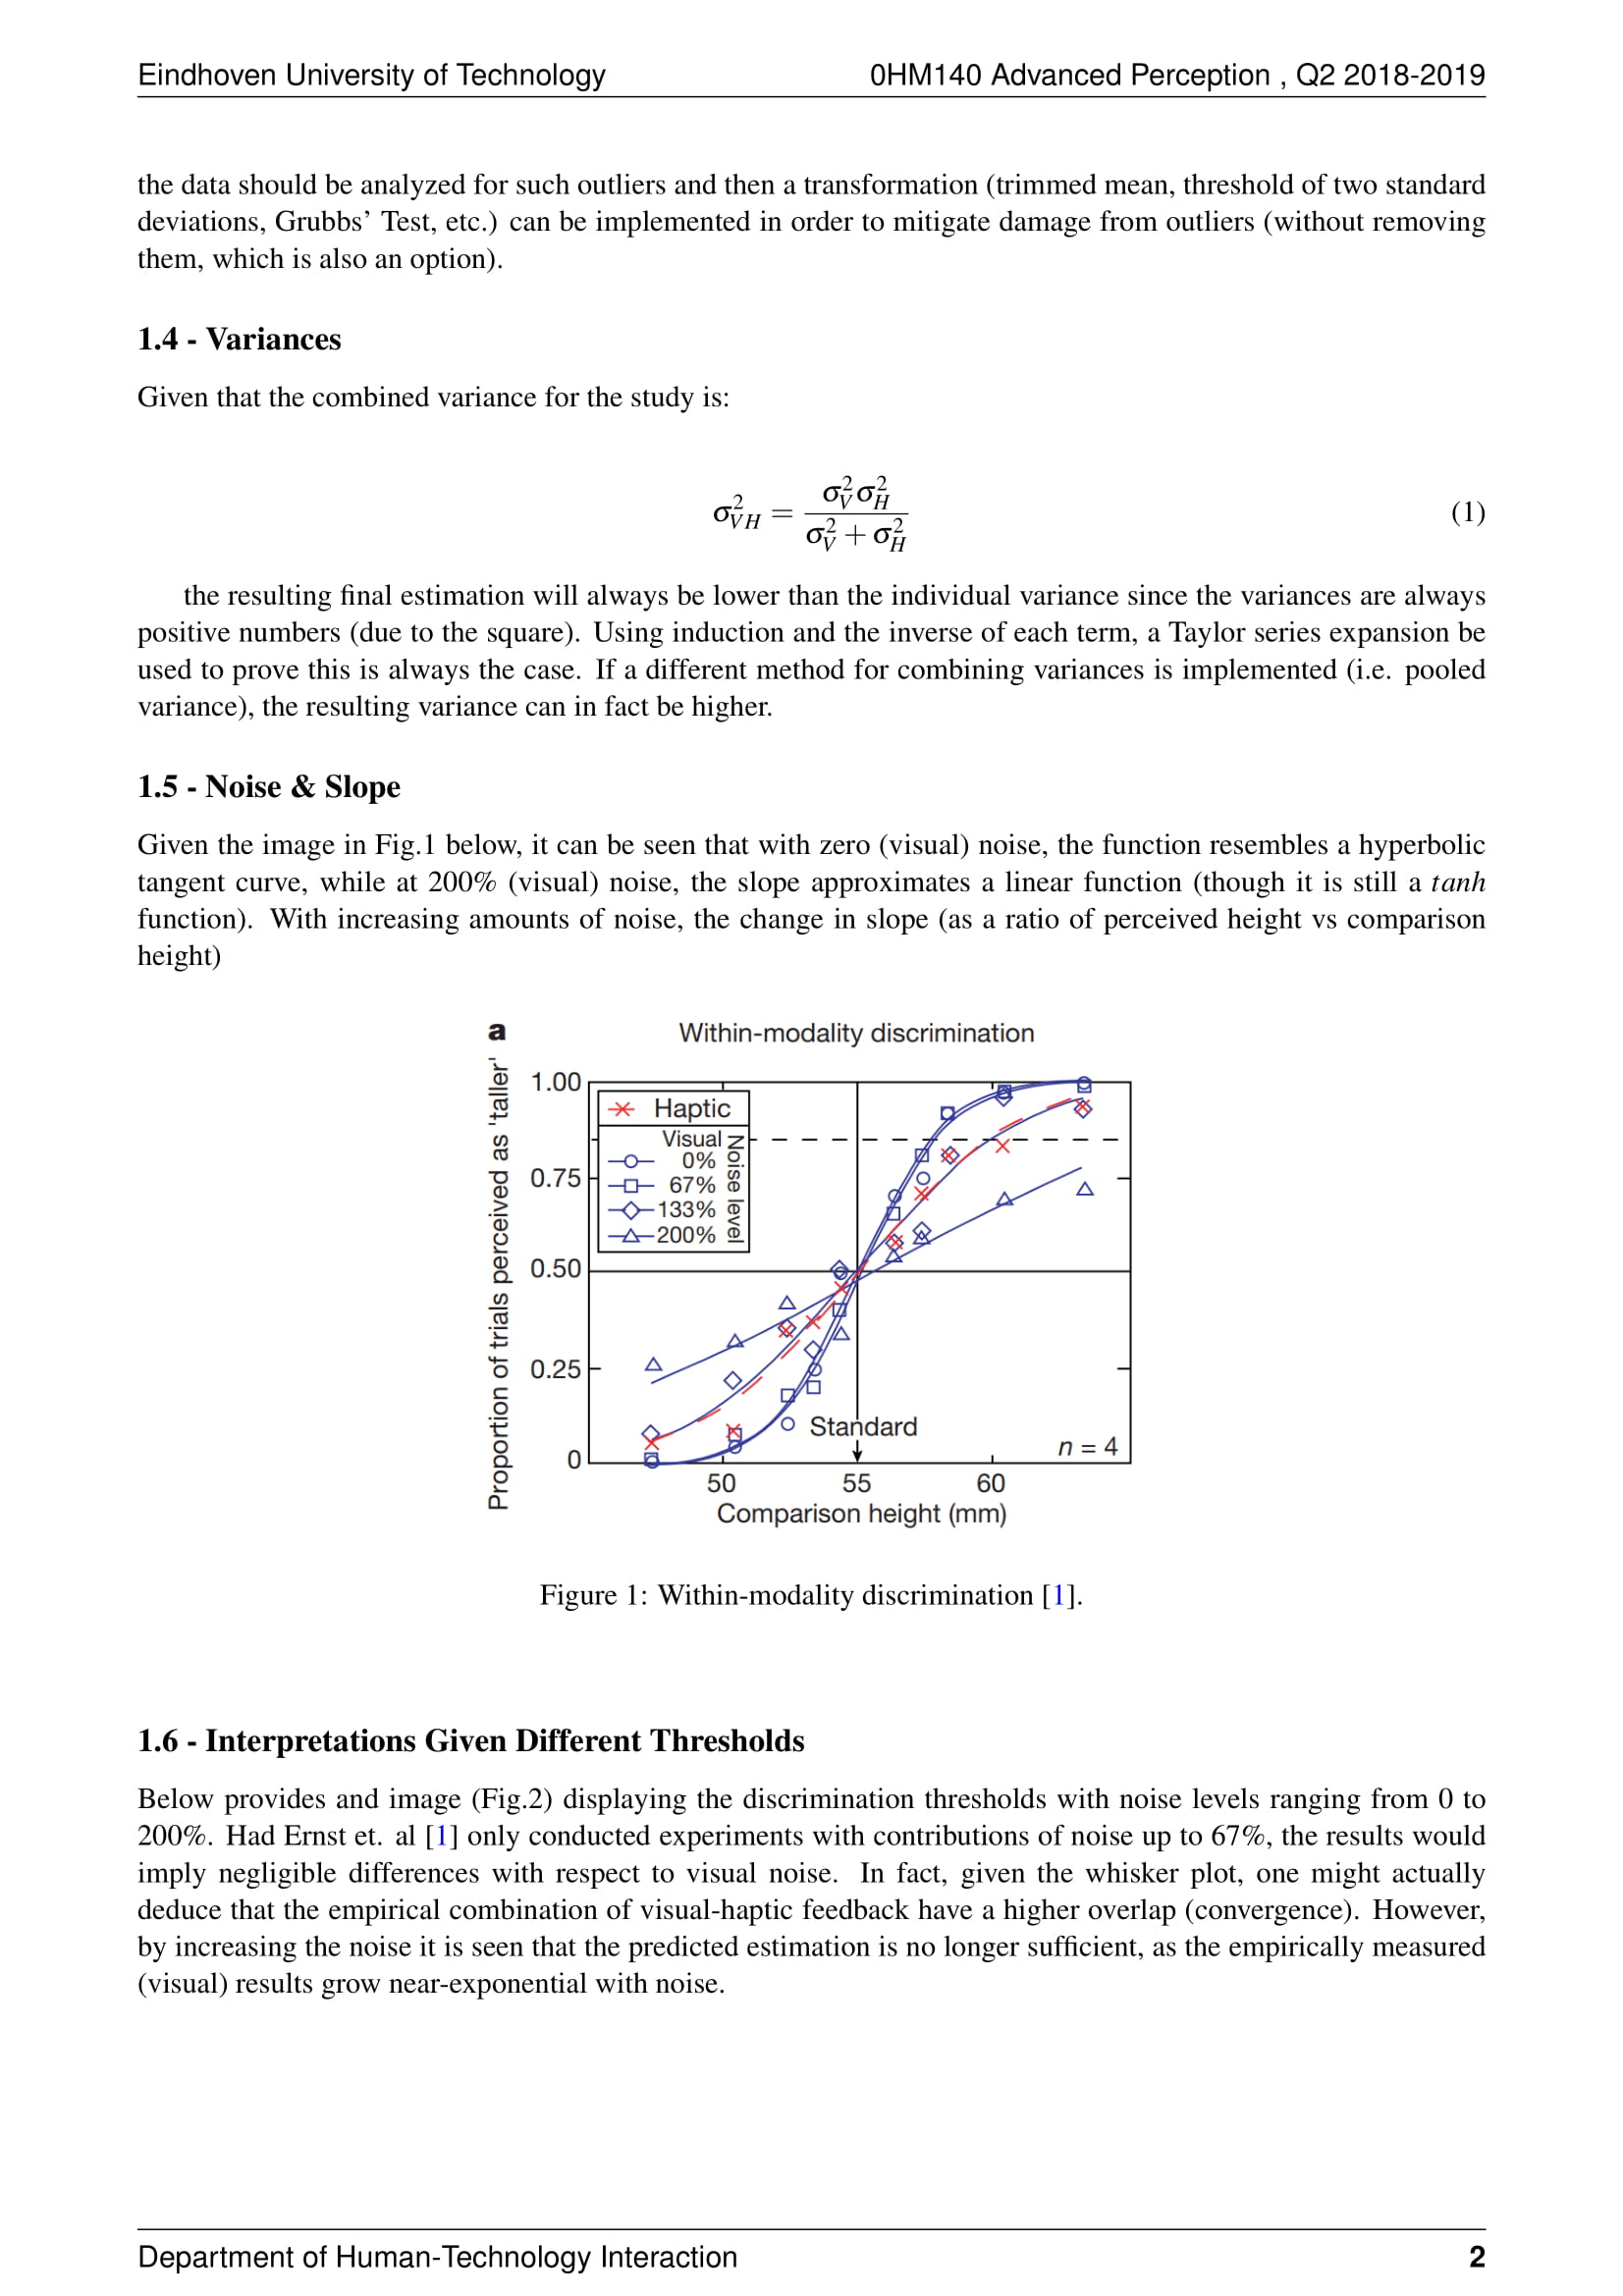 Eindhoven University of Technology 0HM140 Advanced Perception , Q2 2018-2019
the data should be analyzed for such outliers and then a transformation (trimmed mean, threshold of two standard
deviations, Grubbs' Test, etc.) can be implemented in order to mitigate damage from outliers (without removing
them, which is also an option).
1.4 - Variances
Given that the combined variance for the study is:
σ²_VH = σ²_V σ²_H / (σ²_V + σ²_H) (1)
the resulting final estimation will always be lower than the individual variance since the variances are always
positive numbers (due to the square). Using induction and the inverse of each term, a Taylor series expansion be
used to prove this is always the case. If a different method for combining variances is implemented (i.e. pooled
variance), the resulting variance can in fact be higher.
1.5 - Noise & Slope
Given the image in Fig.1 below, it can be seen that with zero (visual) noise, the function resembles a hyperbolic
tangent curve, while at 200% (visual) noise, the slope approximates a linear function (though it is still a tanh
function). With increasing amounts of noise, the change in slope (as a ratio of perceived height vs comparison
height)
a Within-modality discrimination
Proportion of trials perceived as 'taller'
1.00
0.75
0.50
0.25
0
Haptic
Visual
0%
67%
133%
200%
Noise level
Standard
n = 4
50 55 60
Comparison height (mm)
Figure 1: Within-modality discrimination [1].
1.6 - Interpretations Given Different Thresholds
Below provides and image (Fig.2) displaying the discrimination thresholds with noise levels ranging from 0 to
200%. Had Ernst et. al [1] only conducted experiments with contributions of noise up to 67%, the results would
imply negligible differences with respect to visual noise. In fact, given the whisker plot, one might actually
deduce that the empirical combination of visual-haptic feedback have a higher overlap (convergence). However,
by increasing the noise it is seen that the predicted estimation is no longer sufficient, as the empirically measured
(visual) results grow near-exponential with noise.
Department of Human-Technology Interaction 2